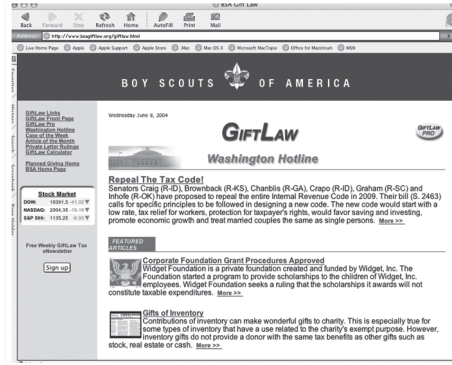 BSA Gift Law
Back Forward Stop Refresh Home AutoFill Print Mail
Address http://www.bsagiftlaw.org/giftlaw.html
Live Home Page Apple Apple Support Apple Store .Mac Mac OS X Microsoft MacTopia Office for Macintosh MSN
Favorites
History
Search
Scrapbook
Page Holder
BOY SCOUTS OF AMERICA
GiftLaw Links
GiftLaw Front Page
GiftLaw Pro
Washington Hotline
Case of the Week
Article of the Month
Private Letter Rulings
GiftLaw Calculator
Planned Giving Home
BSA Home Page
Stock Market
DOW: 10391.5
NASDAQ: 2004.35
S&P 500: 1135.25
Free Weekly GiftLaw Tax
eNewsletter
Sign up
Wednesday June 9, 2004
GIFTLAW
GIFTLAW
PRO
Washington Hotline
Repeal The Tax Code!
Senators Craig (R-ID), Brownback (R-KS), Chanblis (R-GA), Crapo (R-ID), Graham (R-SC) and
Inhofe (R-OK) have proposed to repeal the entire Internal Revenue Code in 2009. Their bill (S. 2463)
calls for specific principles to be followed in designing a new code. The new code would start with a
low rate, tax relief for workers, protection for taxpayer's rights, would favor saving and investing,
promote economic growth and treat married couples the same as single persons. More >>
FEATURED
ARTICLES
Corporate Foundation Grant Procedures Approved
Widget Foundation is a private foundation created and funded by Widget, Inc. The
Foundation started a program to provide scholarships to the children of Widget, Inc.
employees. Widget Foundation seeks a ruling that the scholarships it awards will not
constitute taxable expenditures. More >>
Gifts of Inventory
Contributions of inventory can make wonderful gifts to charity. This is especially true for
some types of inventory that have a use related to the charity's exempt purpose. However,
inventory gifts do not provide a donor with the same tax benefits as other gifts such as
stock, real estate or cash. More >>